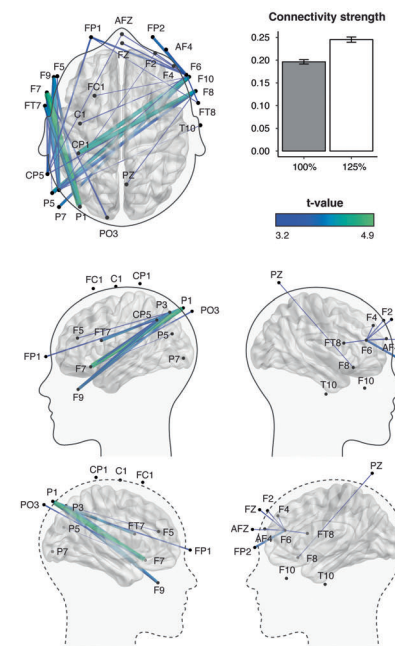 FP1
AFZ
FP2
FZ
AF4
F2
F4
F6
F10
F5
F9
F7
FT7
FC1
C1
CP1
F8
FT8
T10
CP5
P5
P7
P1
PZ
PO3
Connectivity strength
0.25
0.20
0.15
0.10
0.05
0.00
100%
125%
t-value
3.2
4.9
FC1
C1
CP1
P3
P1
PO3
CP5
F5
FT7
P5
FP1
F7
P7
F9
PZ
F2
F4
FT8
F6
F8
F10
T10
CP1
C1
FC1
P1
PO3
P3
P5
FT7
F5
P7
F7
FP1
F9
PZ
F2
FZ
F4
AFZ
AF4
F6
FT8
FP2
F8
F10
T10